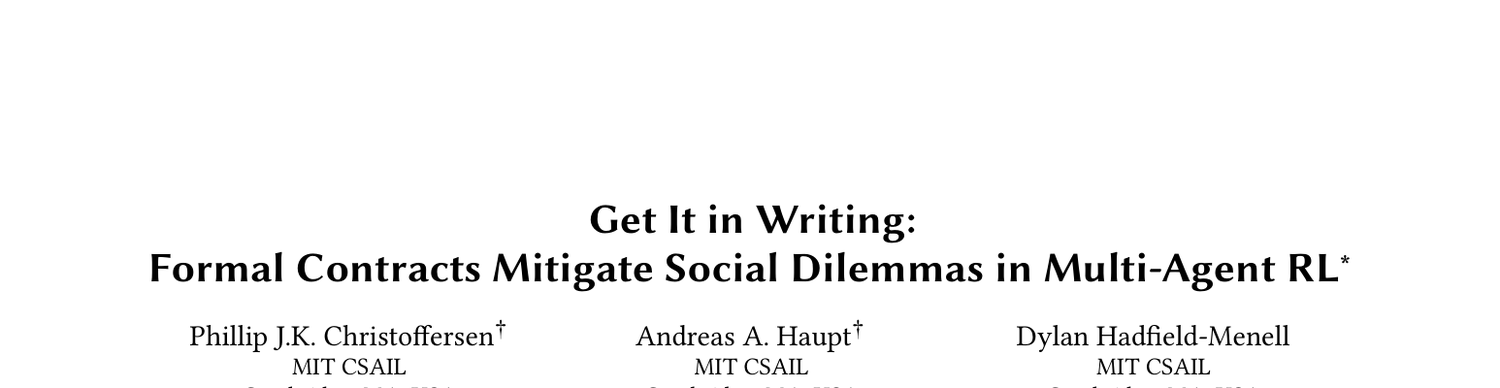 Get It in Writing:
Formal Contracts Mitigate Social Dilemmas in Multi-Agent RL*
Phillip J.K. Christoffersen† Andreas A. Haupt† Dylan Hadfield-Menell
MIT CSAIL MIT CSAIL MIT CSAIL